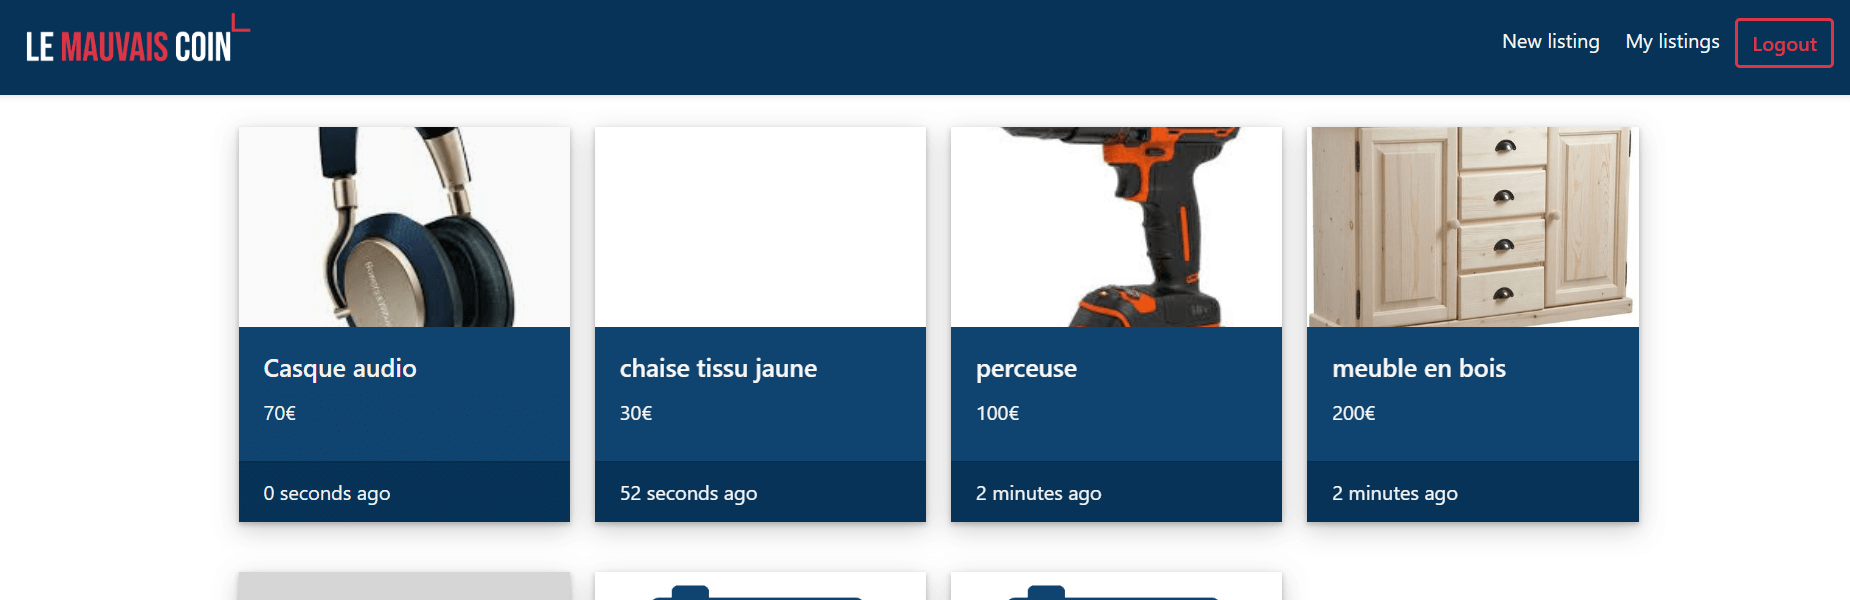 LE MAUVAIS COIN
New listing
My listings
Logout
Casque audio
70€
0 seconds ago
chaise tissu jaune
30€
52 seconds ago
perceuse
100€
2 minutes ago
meuble en bois
200€
2 minutes ago